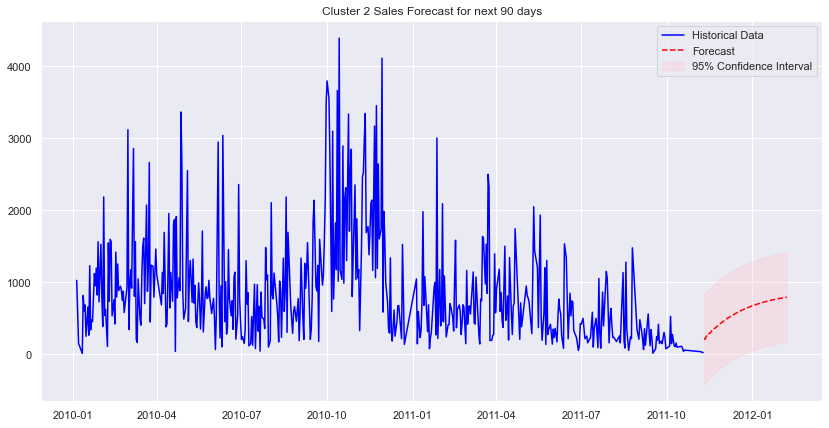 Cluster 2 Sales Forecast for next 90 days
Historical Data
Forecast
95% Confidence Interval
4000
3000
2000
1000
0
2010-01 2010-04 2010-07 2010-10 2011-01 2011-04 2011-07 2011-10 2012-01